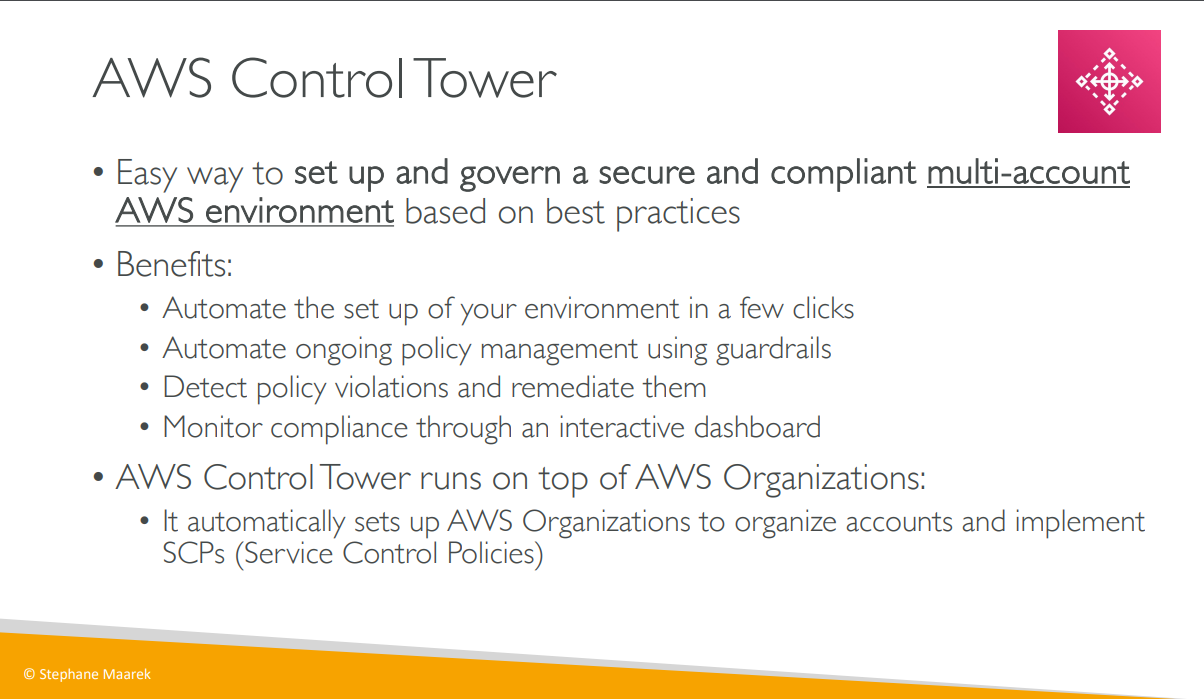 AWS Control Tower
• Easy way to set up and govern a secure and compliant multi-account
AWS environment based on best practices
• Benefits:
• Automate the set up of your environment in a few clicks
• Automate ongoing policy management using guardrails
• Detect policy violations and remediate them
• Monitor compliance through an interactive dashboard
• AWS Control Tower runs on top of AWS Organizations:
• It automatically sets up AWS Organizations to organize accounts and implement
SCPs (Service Control Policies)
© Stephane Maarek